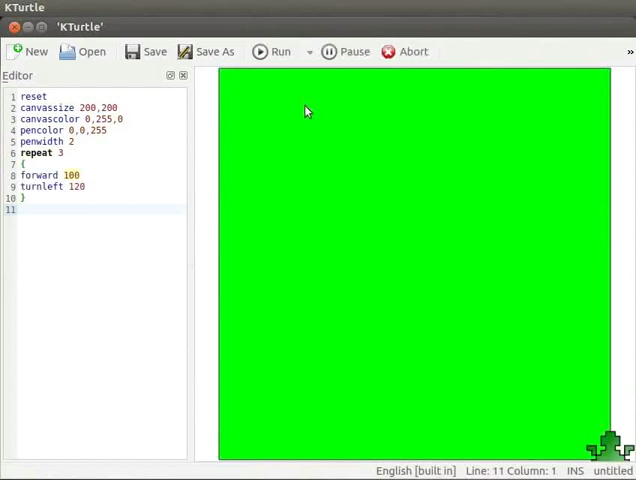 KTurtle
'KTurtle'
New Open Save Save As Run Pause Abort »
Editor
1 reset
2 canvassize 200,200
3 canvascolor 0,255,0
4 pencolor 0,0,255
5 penwidth 2
6 repeat 3
7 {
8 forward 100
9 turnleft 120
10 }
11
English [built in] Line: 11 Column: 1 INS untitled